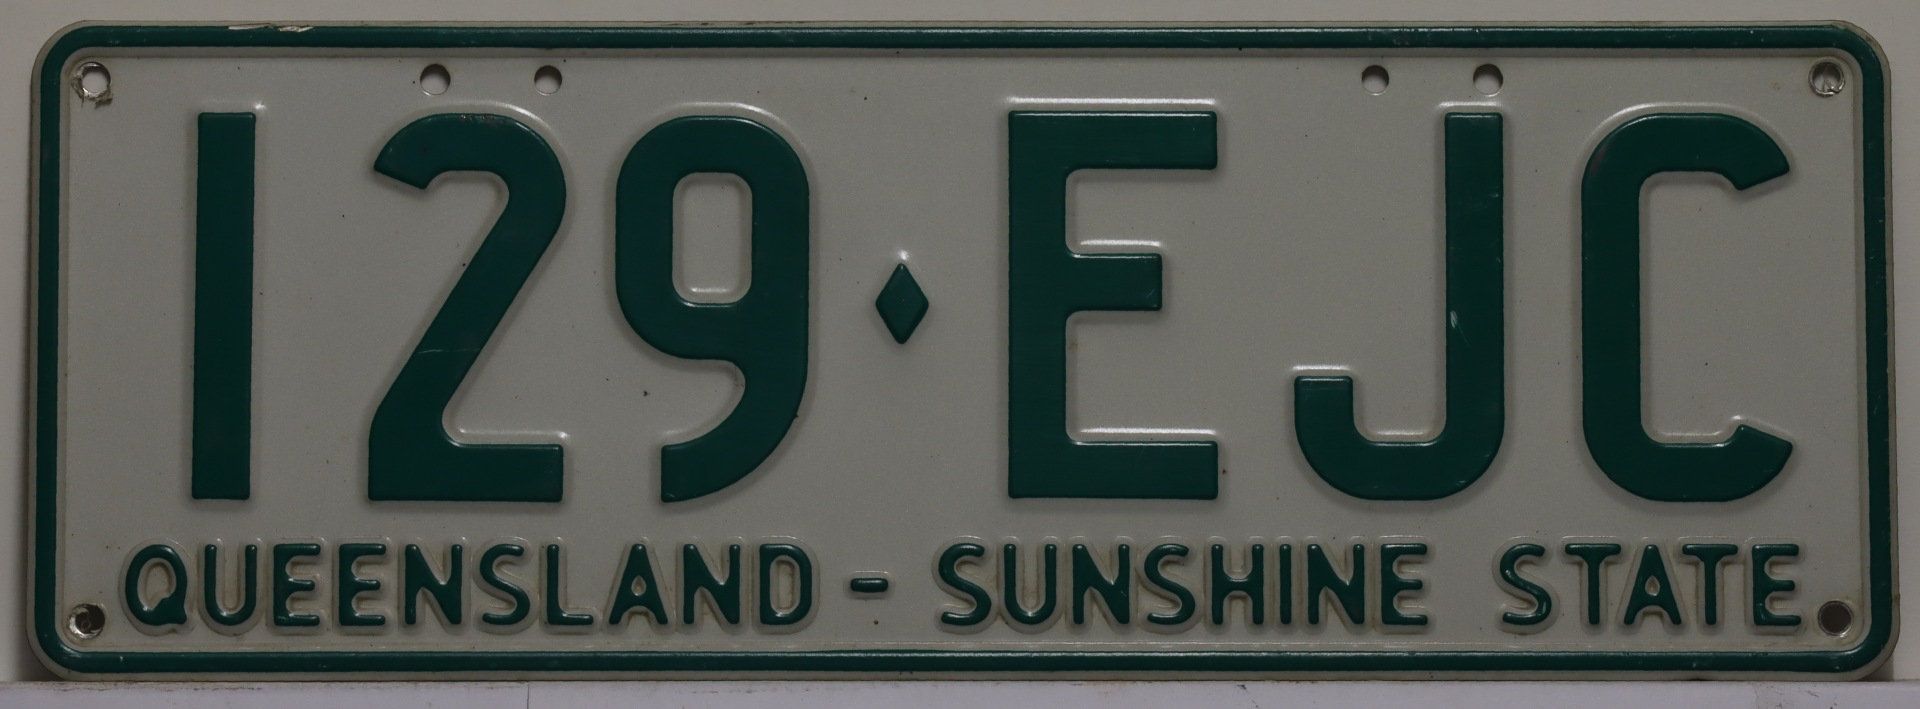 129♦EJC
QUEENSLAND - SUNSHINE STATE